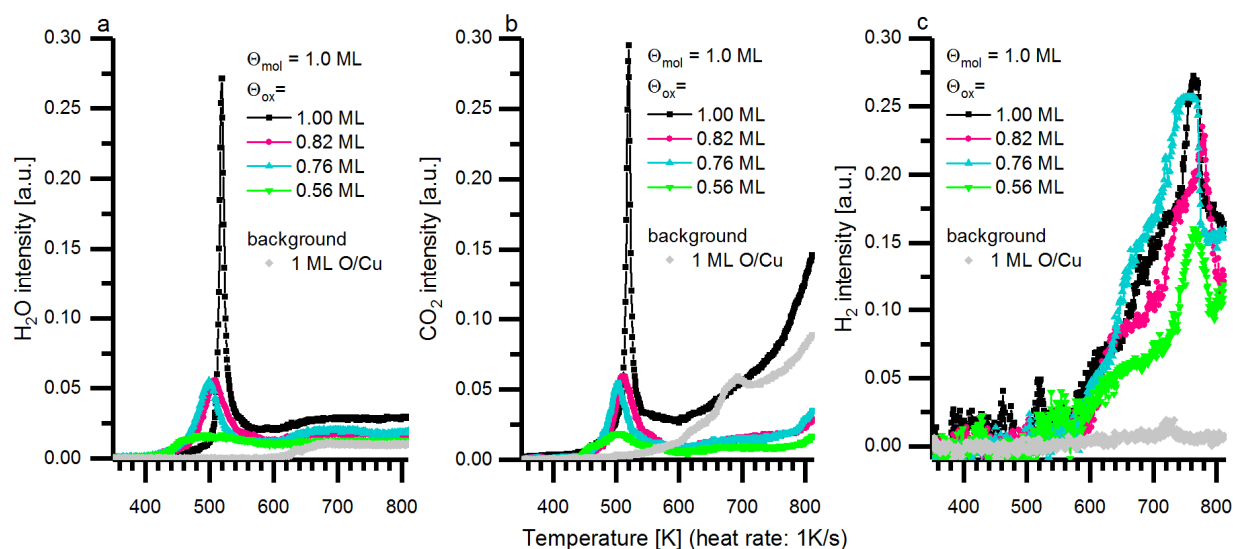 a
0.30
0.25
0.20
0.15
0.10
0.05
0.00
H₂O intensity [a.u.]
Θmol = 1.0 ML
Θox=
1.00 ML
0.82 ML
0.76 ML
0.56 ML
background
1 ML O/Cu
400 500 600 700 800
b
0.30
0.25
0.20
0.15
0.10
0.05
0.00
CO₂ intensity [a.u.]
Θmol = 1.0 ML
Θox=
1.00 ML
0.82 ML
0.76 ML
0.56 ML
background
1 ML O/Cu
400 500 600 700 800
c
0.30
0.25
0.20
0.15
0.10
0.05
0.00
H₂ intensity [a.u.]
Θmol = 1.0 ML
Θox=
1.00 ML
0.82 ML
0.76 ML
0.56 ML
background
1 ML O/Cu
400 500 600 700 800
Temperature [K] (heat rate: 1K/s)